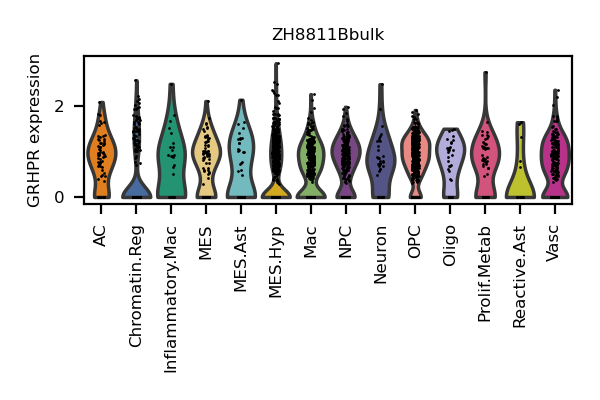 ZH8811Bbulk
GRHPR expression
2
0
AC
Chromatin.Reg
Inflammatory.Mac
MES
MES.Ast
MES.Hyp
Mac
NPC
Neuron
OPC
Oligo
Prolif.Metab
Reactive.Ast
Vasc